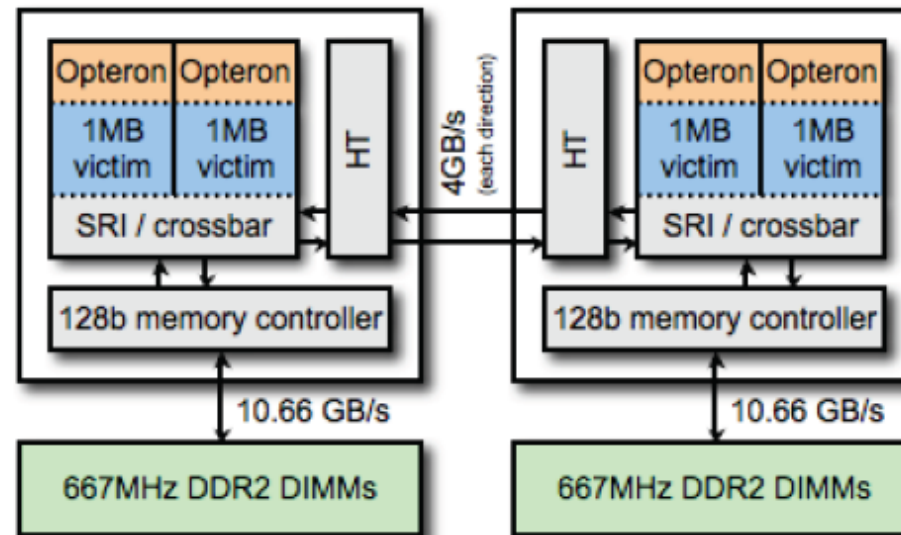 Opteron Opteron
1MB victim 1MB victim
SRI / crossbar
HT
128b memory controller
10.66 GB/s
667MHz DDR2 DIMMs
4GB/s
(each direction)
HT
Opteron Opteron
1MB victim 1MB victim
SRI / crossbar
128b memory controller
10.66 GB/s
667MHz DDR2 DIMMs